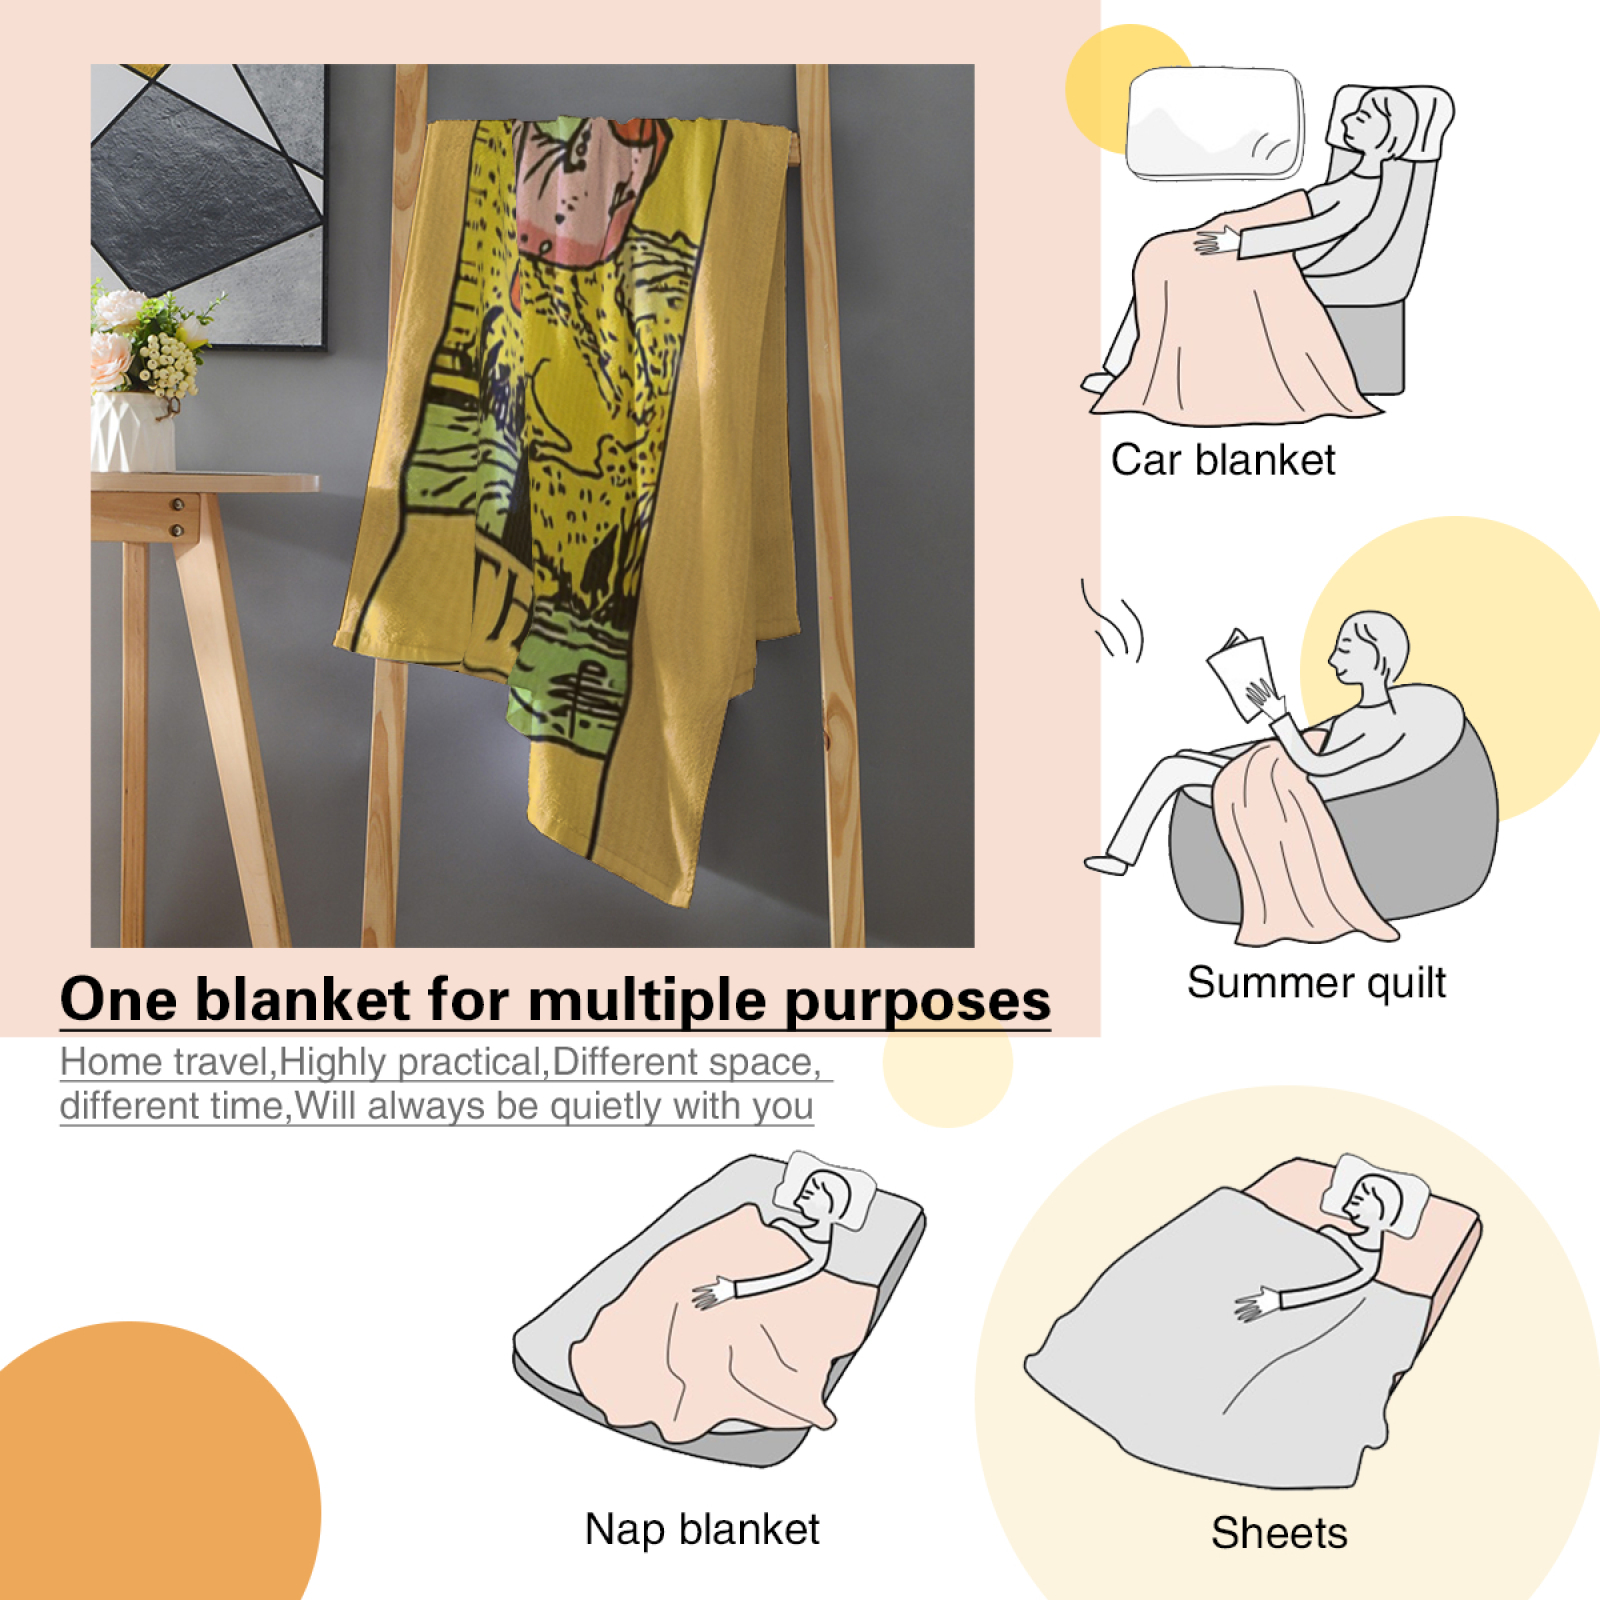 Car blanket
Summer quilt
One blanket for multiple purposes
Home travel,Highly practical,Different space,
different time,Will always be quietly with you
Nap blanket
Sheets